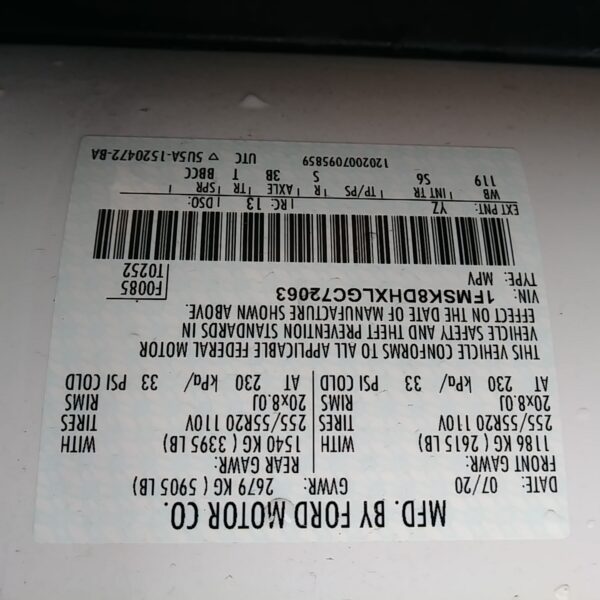 MFD. BY FORD MOTOR CO.
DATE: 07/20 GVWR: 2679 KG ( 5905 LB)
FRONT GAWR: REAR GAWR:
1186 KG ( 2615 LB) WITH 1540 KG ( 3395 LB) WITH
255/55R20 110V TIRES 255/55R20 110V TIRES
20x8.0J RIMS 20x8.0J RIMS
AT 230 kPa/ 33 PSI COLD AT 230 kPa/ 33 PSI COLD
THIS VEHICLE CONFORMS TO ALL APPLICABLE FEDERAL MOTOR
VEHICLE SAFETY AND THEFT PREVENTION STANDARDS IN
EFFECT ON THE DATE OF MANUFACTURE SHOWN ABOVE.
VIN: 1FMSK8DHXLGC72063 F0085
TYPE: MPV T0252
EXT PNT: YZ RC: 13 DSO:
WB INT TR TP/PS R AXLE TR SPR
119 S6 S 3B T BBCC
1202007095859 UTC ▽ 5U5A-1520472-BA